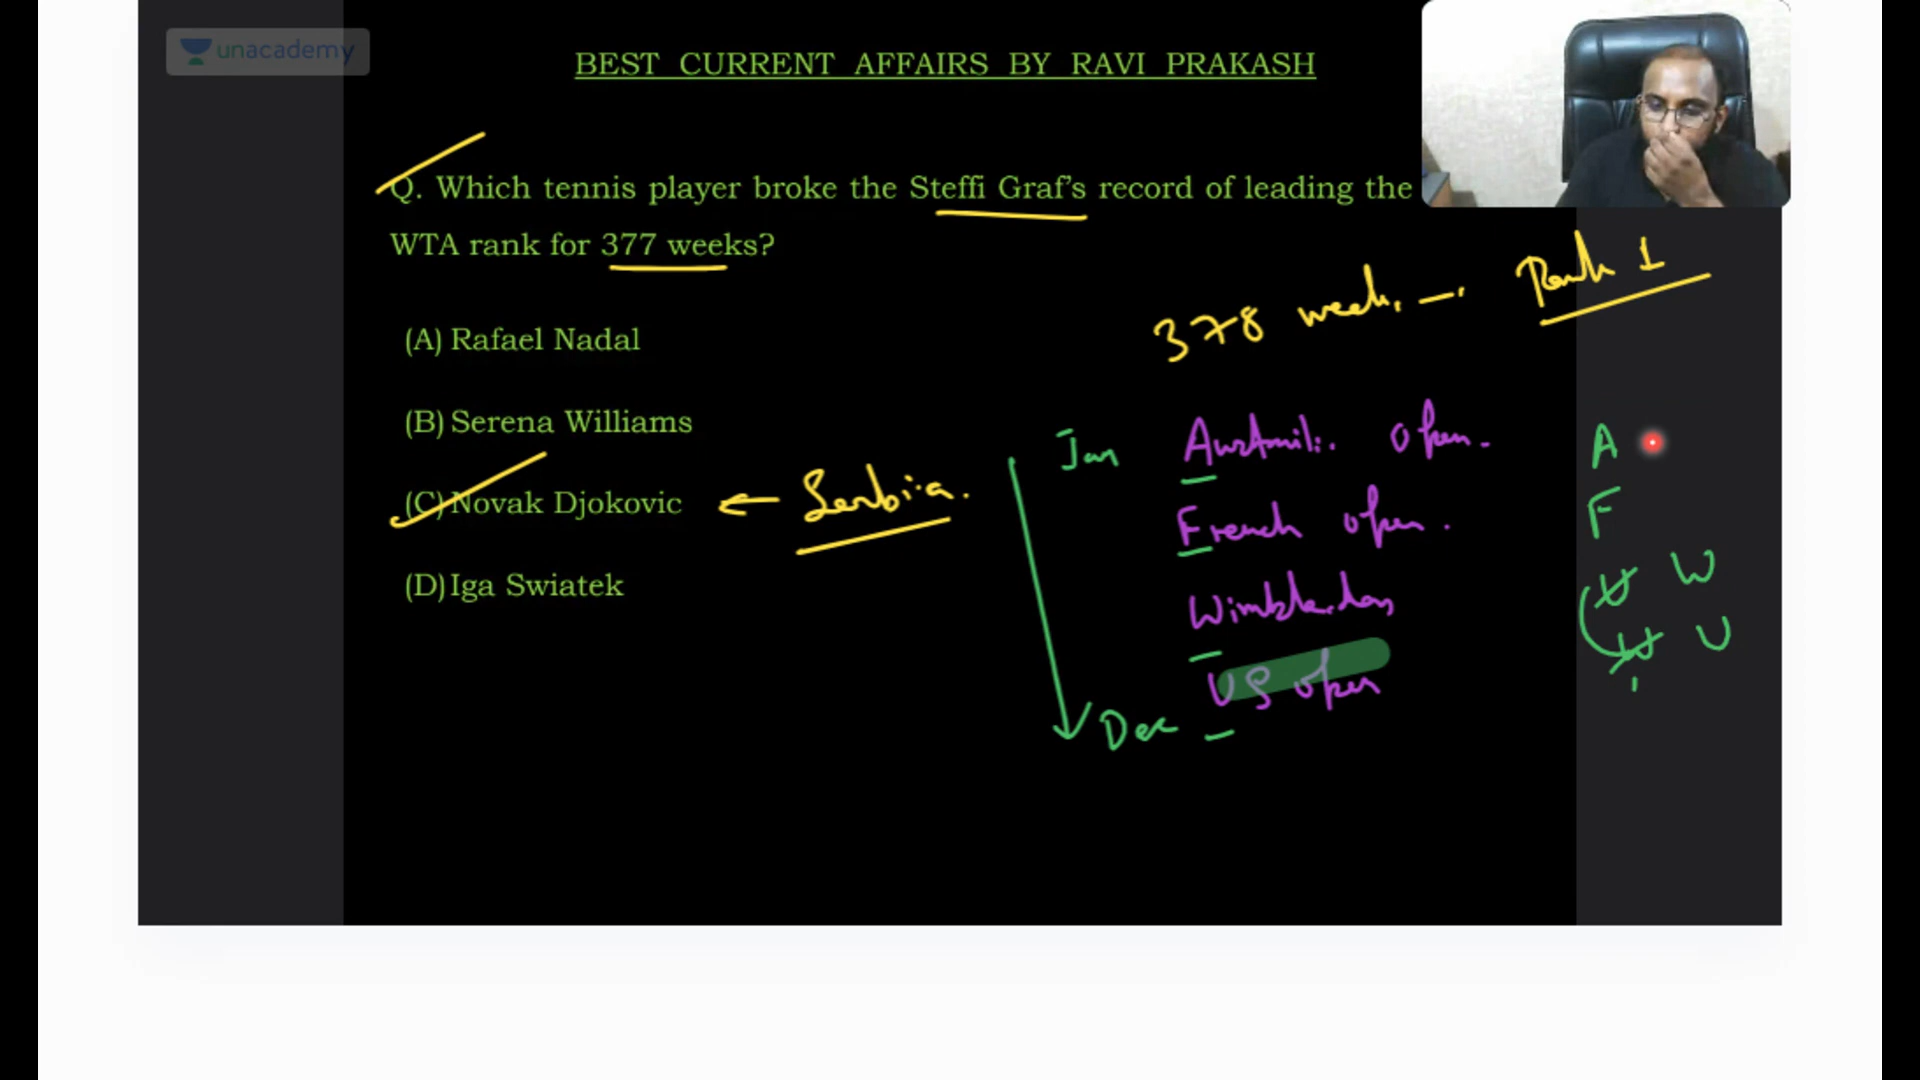 unacademy
BEST CURRENT AFFAIRS BY RAVI PRAKASH
Q. Which tennis player broke the Steffi Graf's record of leading the
WTA rank for 377 weeks?
378 week. Rank 1
(A) Rafael Nadal
(B) Serena Williams
(C) Novak Djokovic
Serbia.
(D) Iga Swiatek
Jan
open.
French open.
Wimbledon
US open
Dec
A
F
W
U